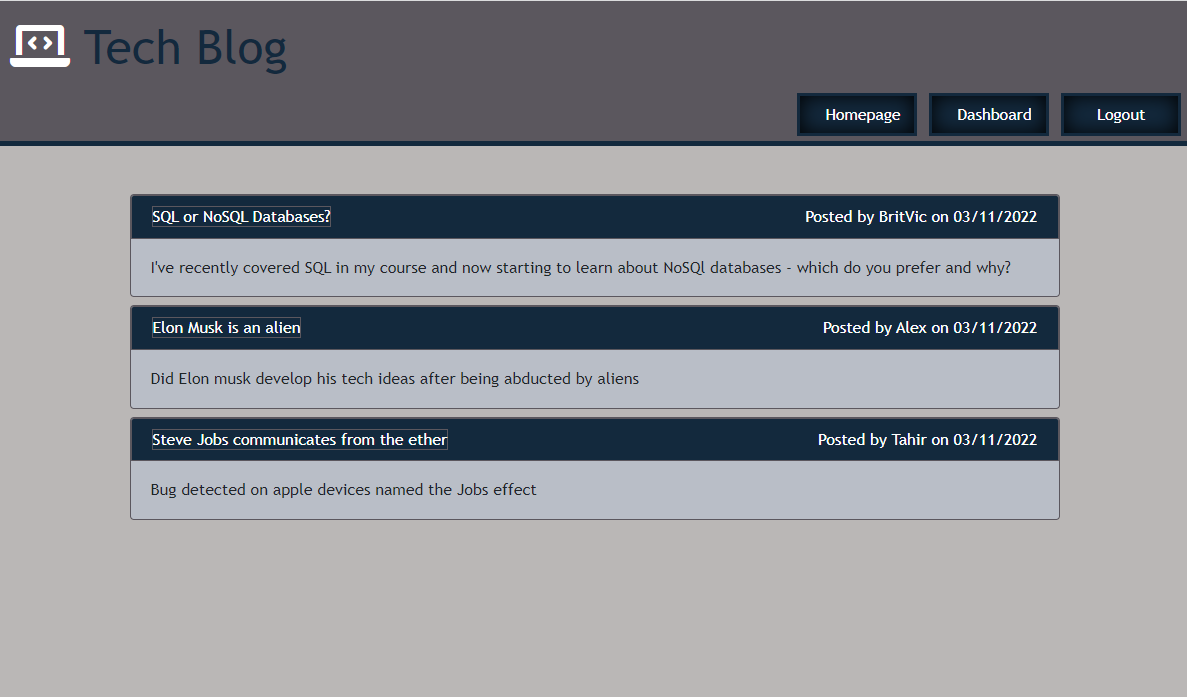 Tech Blog
Homepage Dashboard Logout
SQL or NoSQL Databases? Posted by BritVic on 03/11/2022
I've recently covered SQL in my course and now starting to learn about NoSQl databases - which do you prefer and why?
Elon Musk is an alien Posted by Alex on 03/11/2022
Did Elon musk develop his tech ideas after being abducted by aliens
Steve Jobs communicates from the ether Posted by Tahir on 03/11/2022
Bug detected on apple devices named the Jobs effect